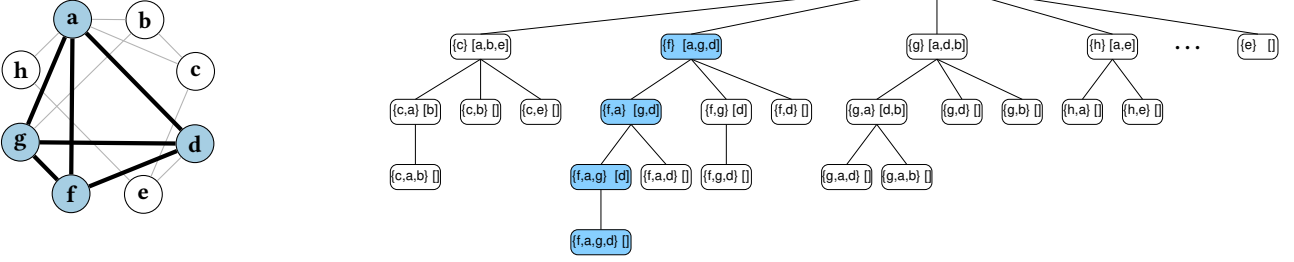 a
b
h
c
g
d
f
e
{c} [a,b,e]
{f} [a,g,d]
{g} [a,d,b]
{h} [a,e]
...
{e} []
{c,a} [b]
{c,b} []
{c,e} []
{f,a} [g,d]
{f,g} [d]
{f,d} []
{g,a} [d,b]
{g,d} []
{g,b} []
{h,a} []
{h,e} []
{c,a,b} []
{f,a,g} [d]
{f,a,d} []
{f,g,d} []
{g,a,d} []
{g,a,b} []
{f,a,g,d} []